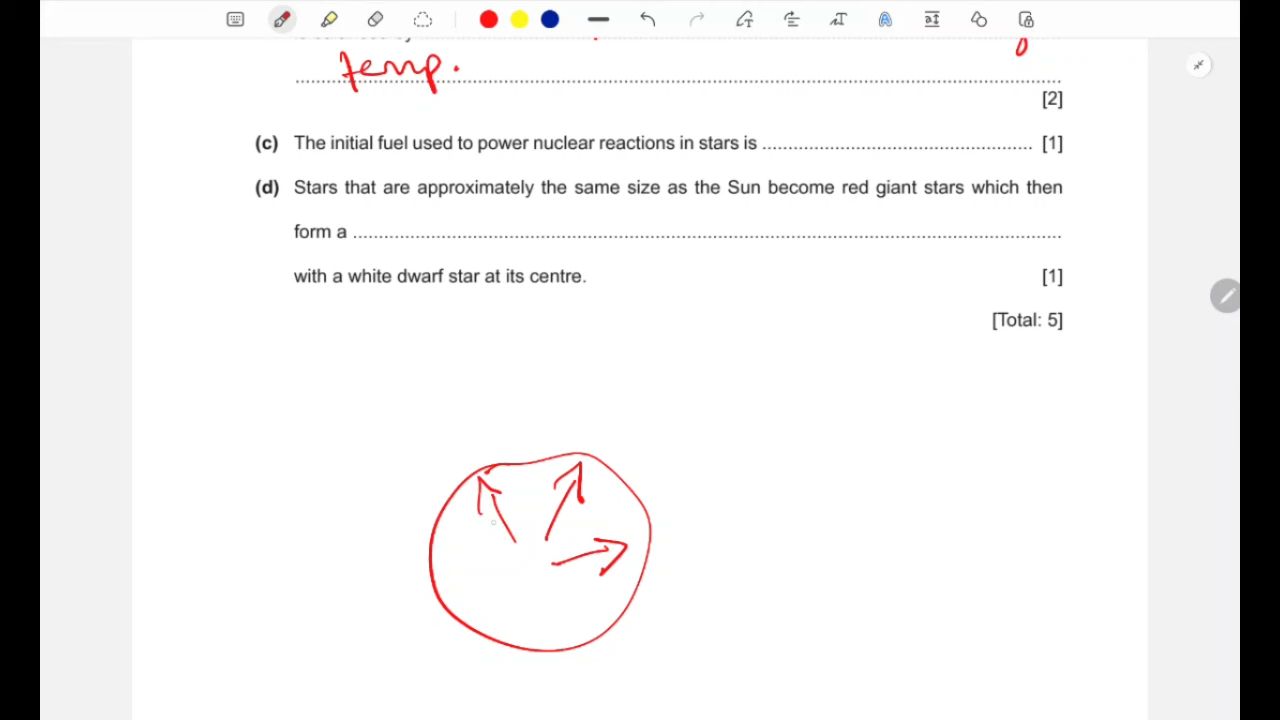 temp.
[2]
(c) The initial fuel used to power nuclear reactions in stars is .................................................... [1]
(d) Stars that are approximately the same size as the Sun become red giant stars which then
form a ..........................................................................................................................................
with a white dwarf star at its centre. [1]
[Total: 5]